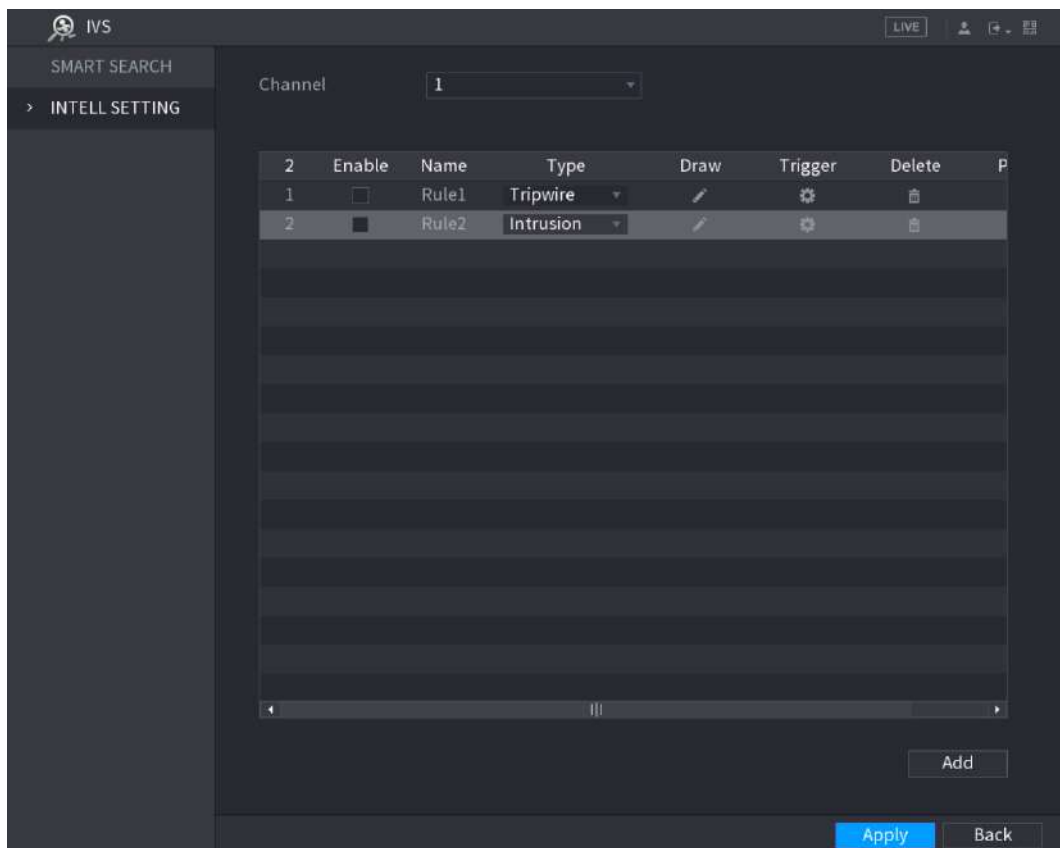 IVS LIVE
SMART SEARCH
INTELL SETTING
Channel 1
2 Enable Name Type Draw Trigger Delete P
1 Rule1 Tripwire
2 Rule2 Intrusion
Add
Apply Back